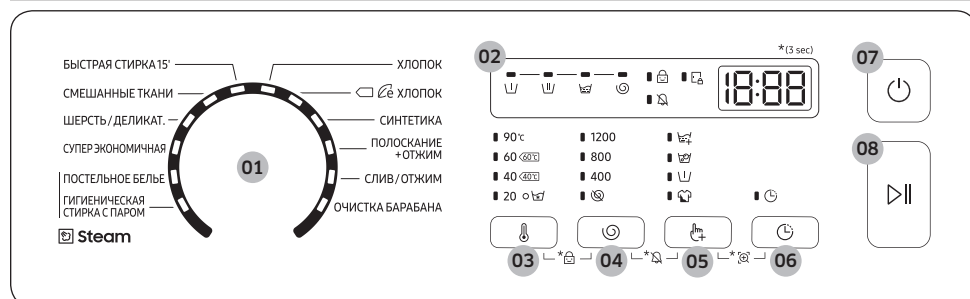 *(3 sec)
БЫСТРАЯ СТИРКА 15'
ХЛОПОК
02
07
СМЕШАННЫЕ ТКАНИ
ё ХЛОПОК
18:88
ШЕРСТЬ / ДЕЛИКАТ.
СИНТЕТИКА
СУПЕР ЭКОНОМИЧНАЯ
ПОЛОСКАНИЕ
+ОТЖИМ
01
ПОСТЕЛЬНОЕ БЕЛЬЕ
СЛИВ / ОТЖИМ
ГИГИЕНИЧЕСКАЯ
СТИРКА С ПАРОМ
ОЧИСТКА БАРАБАНА
Steam
90℃ 1200
60 60℃ 800
40 40℃ 400
20
08
03 * 04 * 05 * 06